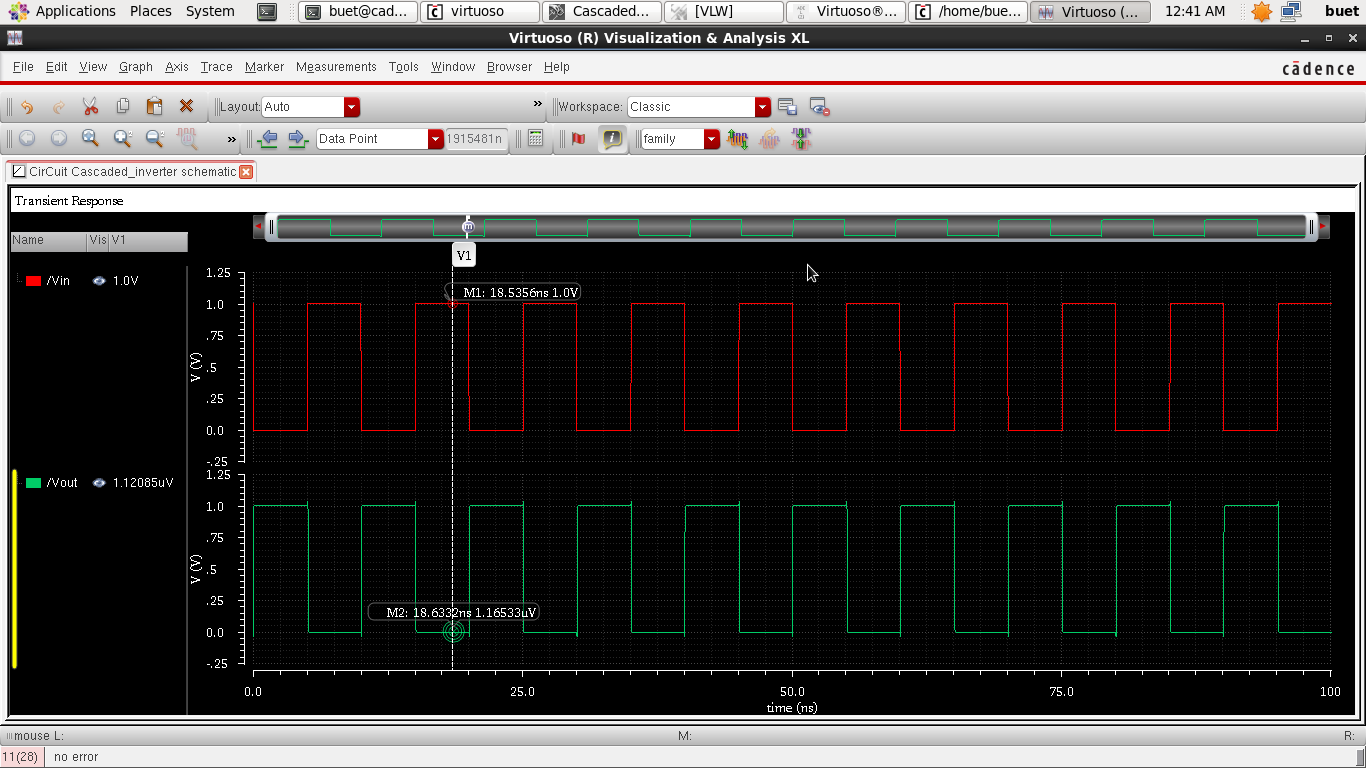 Applications Places System buet@cad... virtuoso Cascaded... [VLV] Virtuoso®... /home/bue... Virtuoso (... 12:41 AM buet
Virtuoso (R) Visualization & Analysis XL
File Edit View Graph Axis Trace Marker Measurements Tools Window Browser Help cādence
Layout: Auto » Workspace: Classic
» Data Point 1915481n family
CirCuit Cascaded_inverter schematic
Transient Response
Name Vis V1
V1
/Vin 1.0V
M1: 18.5356ns 1.0V
1.25
1.0
.75
.5
.25
0.0
-.25
V (V)
/Vout 1.12085uV
M2: 18.6332ns 1.16533uV
1.25
1.0
.75
.5
.25
0.0
-.25
V (V)
0.0 25.0 50.0 75.0 100
time (ns)
mouse L: M: R:
11(28) no error